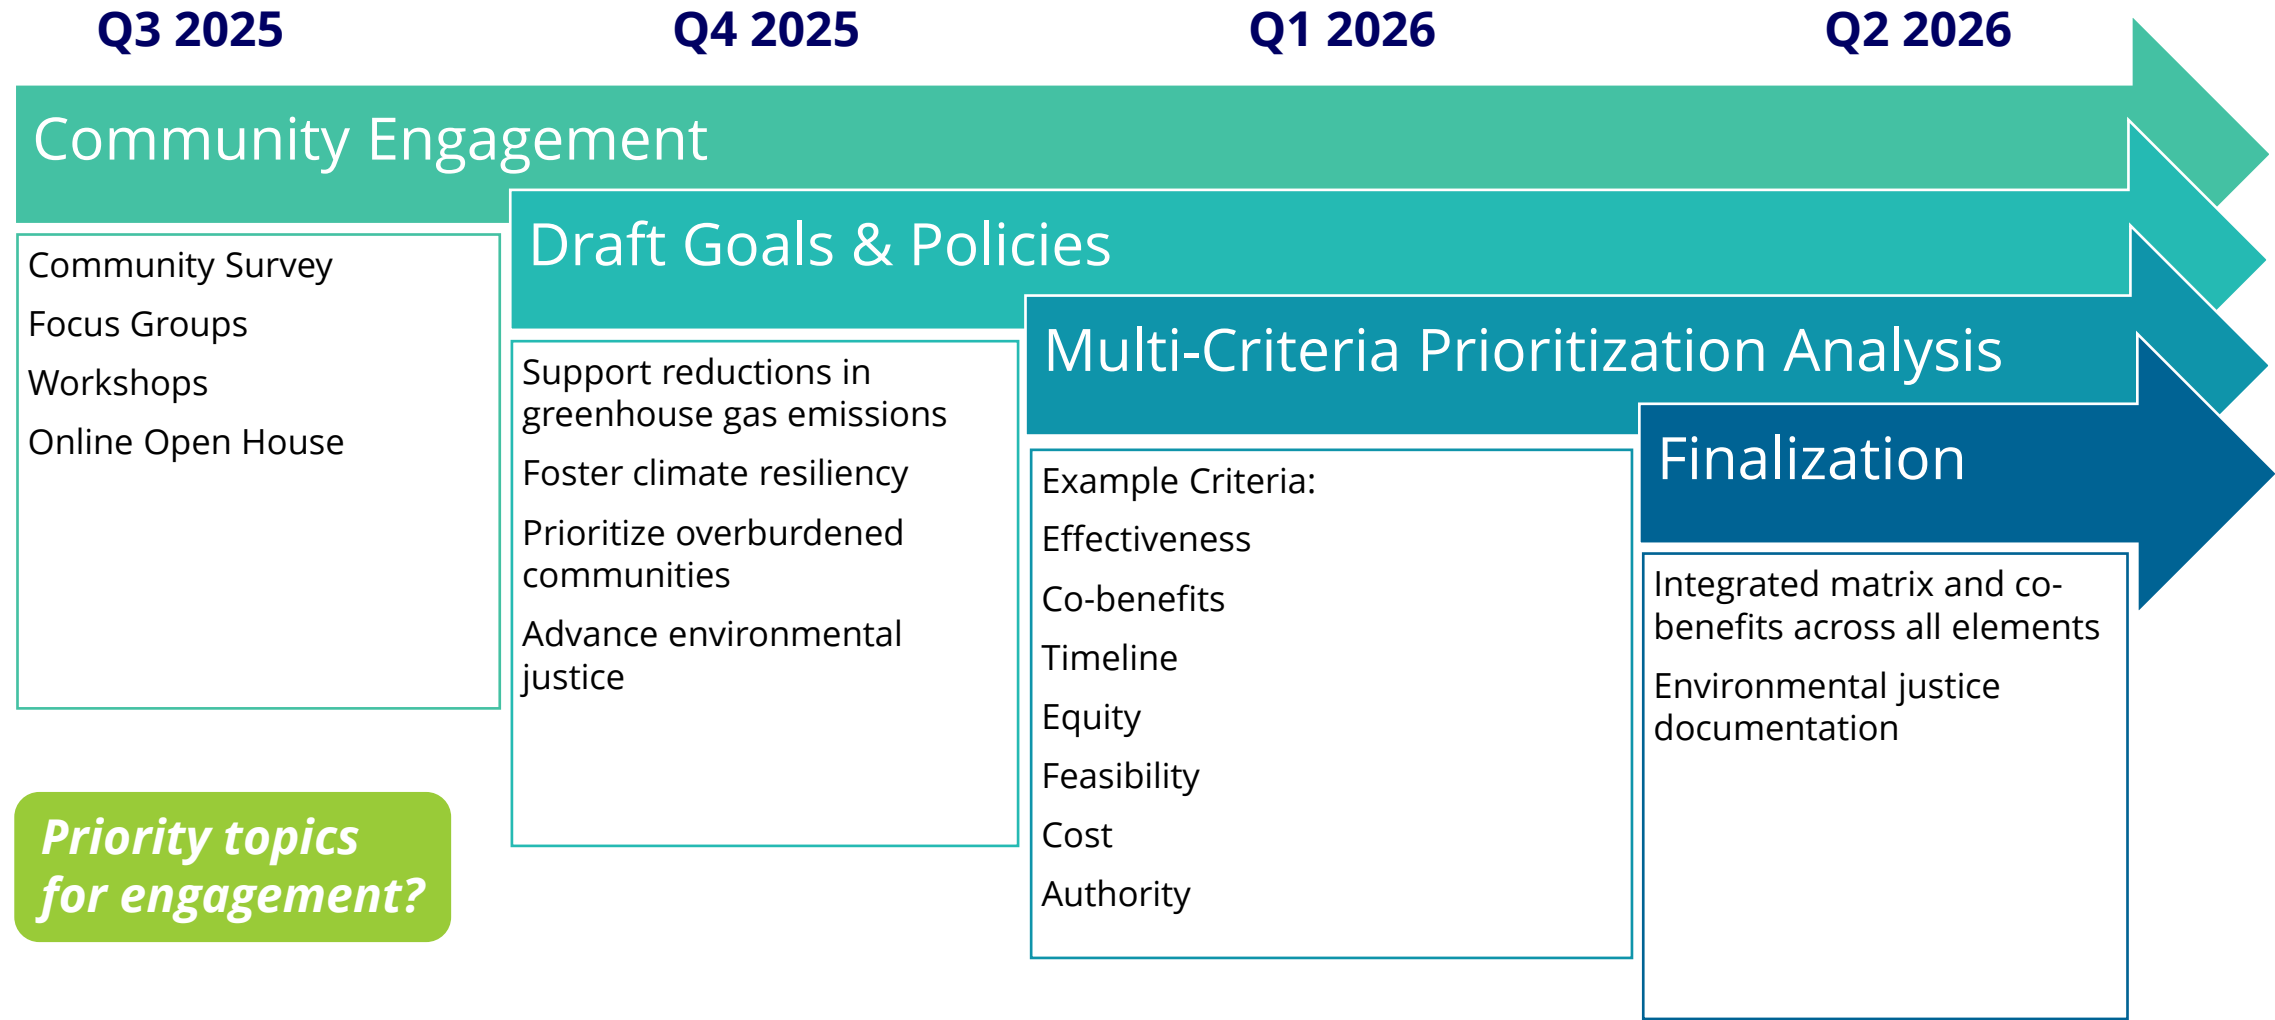 Q3 2025
Q4 2025
Q1 2026
Q2 2026
Community Engagement
Community Survey
Focus Groups
Workshops
Online Open House
Draft Goals & Policies
Support reductions in
greenhouse gas emissions
Foster climate resiliency
Prioritize overburdened
communities
Advance environmental
justice
Multi-Criteria Prioritization Analysis
Example Criteria:
Effectiveness
Co-benefits
Timeline
Equity
Feasibility
Cost
Authority
Finalization
Integrated matrix and co-
benefits across all elements
Environmental justice
documentation
Priority topics
for engagement?